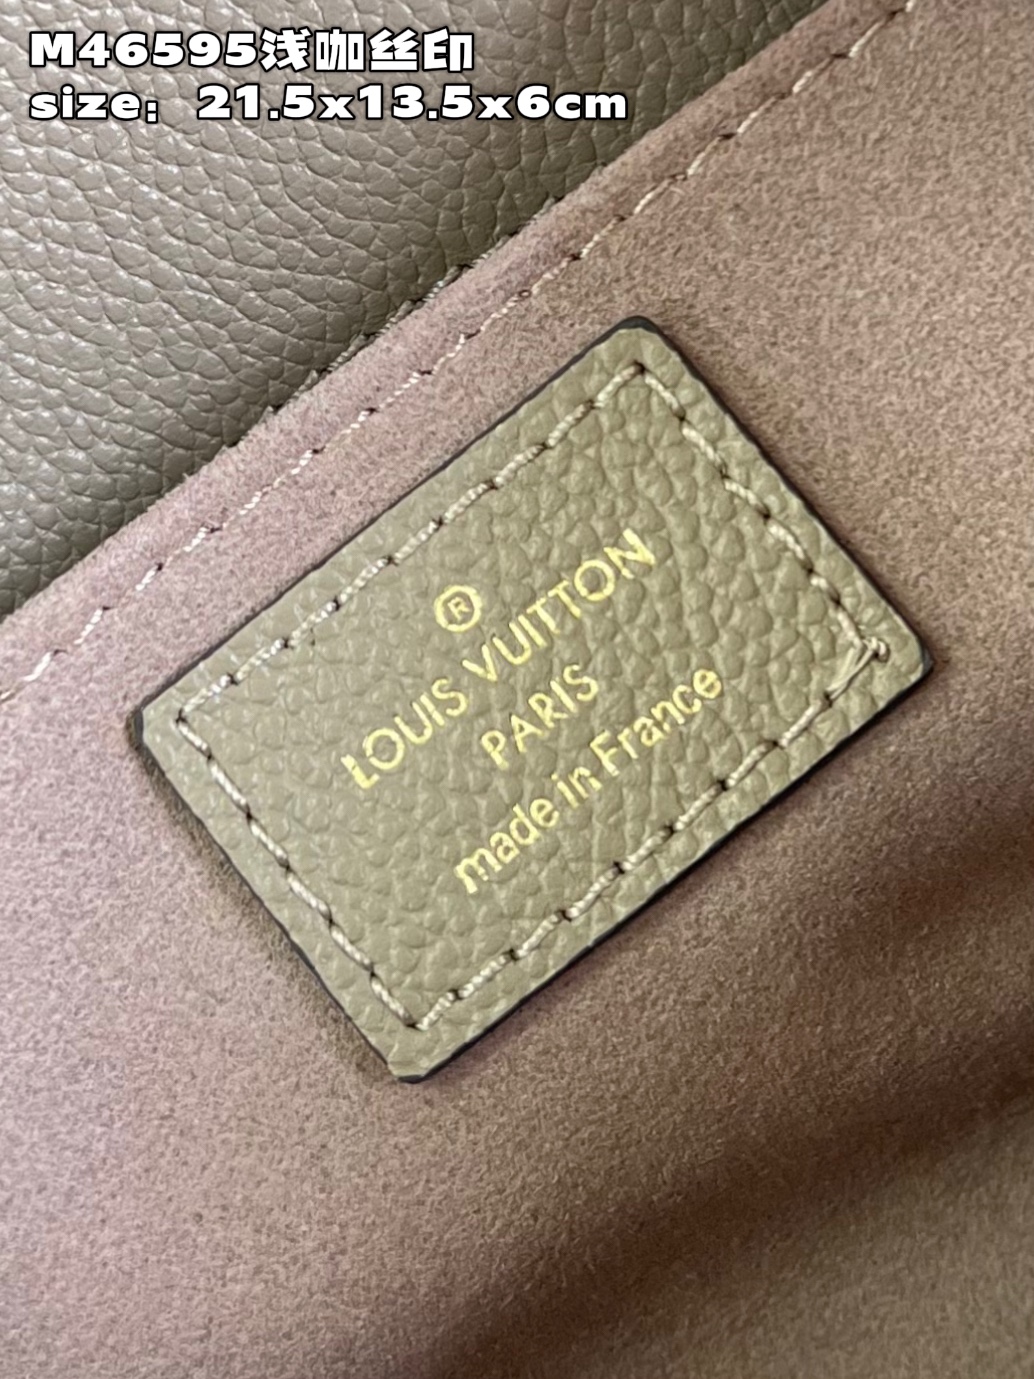 M46595浅咖丝印
size：21.5x13.5x6cm
®
LOUIS VUITTON
PARIS
made in France